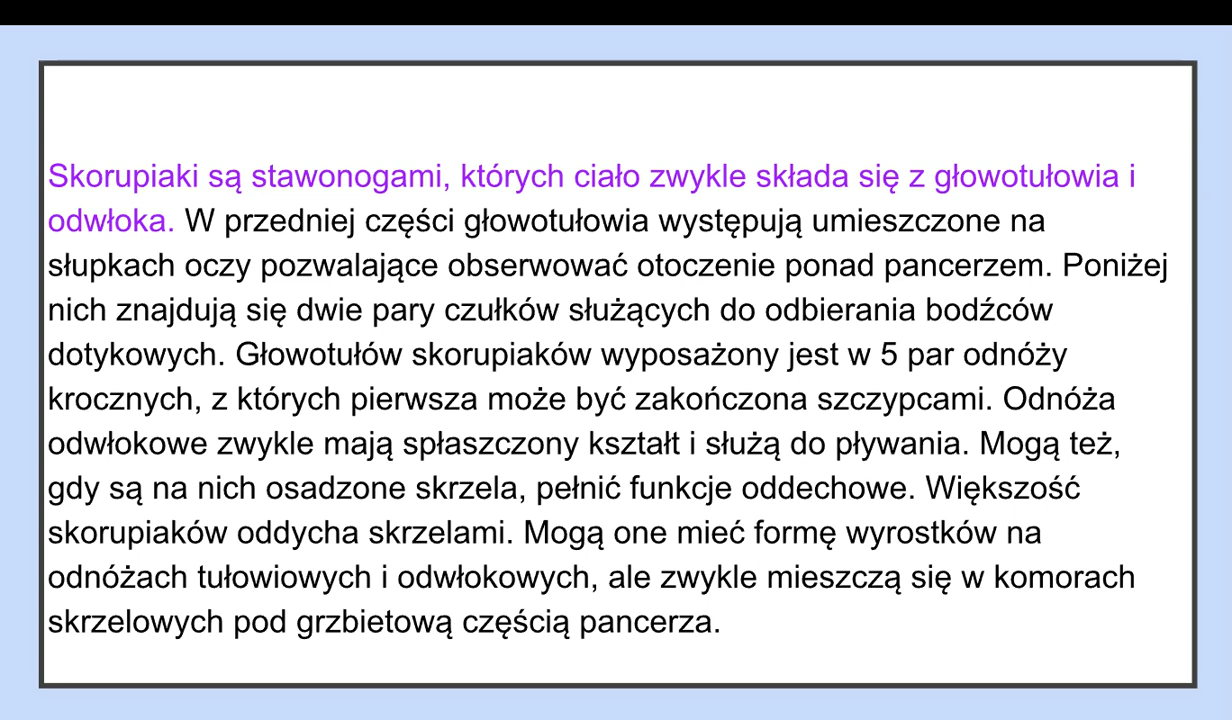 Skorupiaki są stawonogami, których ciało zwykle składa się z głowotułowia i
odwłoka. W przedniej części głowotułowia występują umieszczone na
słupkach oczy pozwalające obserwować otoczenie ponad pancerzem. Poniżej
nich znajdują się dwie pary czułków służących do odbierania bodźców
dotykowych. Głowotułów skorupiaków wyposażony jest w 5 par odnóży
krocznych, z których pierwsza może być zakończona szczypcami. Odnóża
odwłokowe zwykle mają spłaszczony kształt i służą do pływania. Mogą też,
gdy są na nich osadzone skrzela, pełnić funkcje oddechowe. Większość
skorupiaków oddycha skrzelami. Mogą one mieć formę wyrostków na
odnóżach tułowiowych i odwłokowych, ale zwykle mieszczą się w komorach
skrzelowych pod grzbietową częścią pancerza.